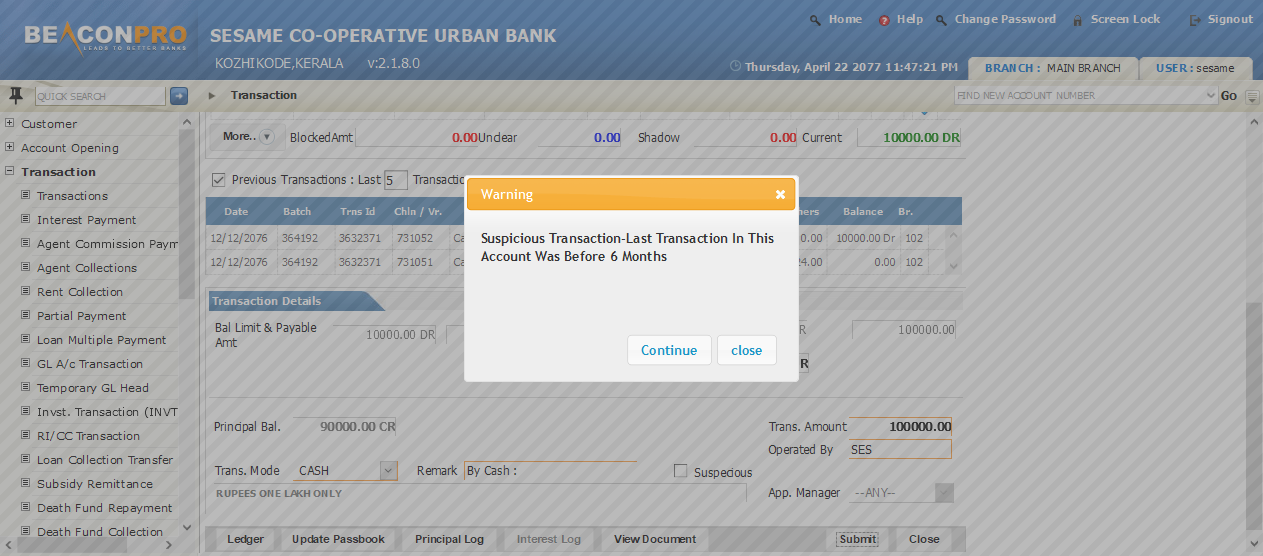 BEACONPRO
LEADS TO BETTER BANKS
SESAME CO-OPERATIVE URBAN BANK
KOZHIKODE,KERALA v:2.1.8.0
Home Help Change Password Screen Lock Signout
Thursday, April 22 2077 11:47:21 PM BRANCH : MAIN BRANCH USER : sesame
QUICK SEARCH Transaction FIND NEW ACCOUNT NUMBER Go
Customer
Account Opening
Transaction
Transactions
Interest Payment
Agent Commission Paym
Agent Collections
Rent Collection
Partial Payment
Loan Multiple Payment
GL A/c Transaction
Temporary GL Head
Invst. Transaction (INVT
RI/CC Transaction
Loan Collection Transfer
Subsidy Remittance
Death Fund Repayment
Death Fund Collection
More.. BlockedAmt 0.00 Unclear 0.00 Shadow 0.00 Current 10000.00 DR
Previous Transactions : Last 5 Transactio
Date Batch Trns Id Chln / Vr. hers Balance Br.
12/12/2076 364192 3632371 731052 Ca 0.00 10000.00 Dr 102
12/12/2076 364192 3632371 731051 Ca 24.00 0.00 102
Warning
Suspicious Transaction-Last Transaction In This
Account Was Before 6 Months
Continue close
Transaction Details
Bal Limit & Payable
Amt
10000.00 DR R 100000.00
R
Principal Bal. 90000.00 CR Trans. Amount 100000.00
Operated By SES
Trans. Mode CASH Remark By Cash : Suspecious
RUPEES ONE LAKH ONLY App. Manager --ANY--
Ledger Update Passbook Principal Log Interest Log View Document Submit Close